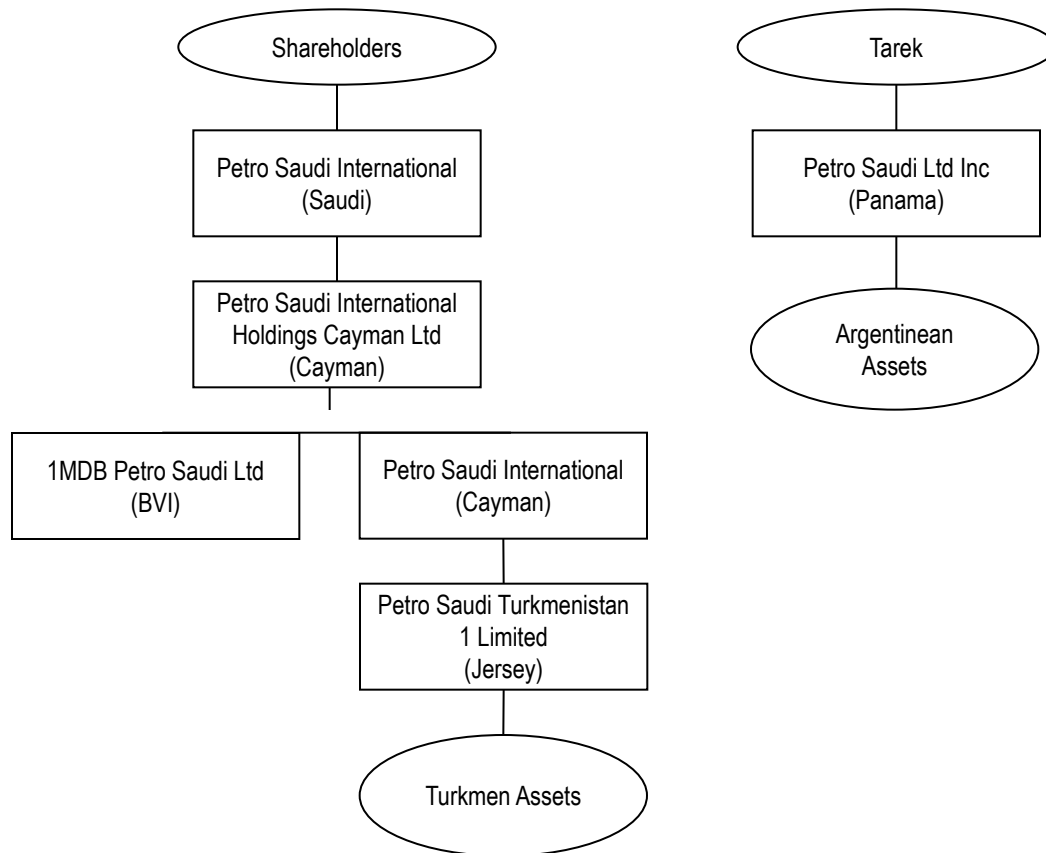 Shareholders
Tarek
Petro Saudi International
(Saudi)
Petro Saudi Ltd Inc
(Panama)
Petro Saudi International
Holdings Cayman Ltd
(Cayman)
Argentinean
Assets
1MDB Petro Saudi Ltd
(BVI)
Petro Saudi International
(Cayman)
Petro Saudi Turkmenistan
1 Limited
(Jersey)
Turkmen Assets